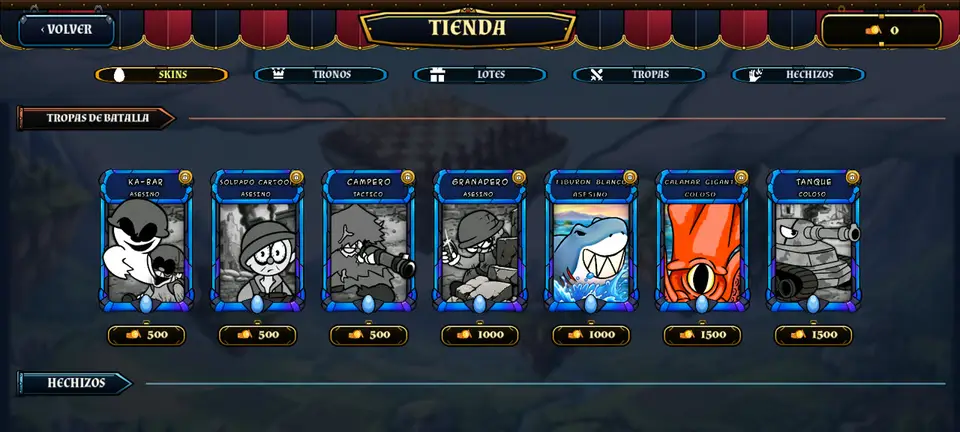 ‹ VOLVER
TIENDA
0
SKINS
TRONOS
LOTES
TROPAS
HECHIZOS
TROPAS DE BATALLA
KA-BAR
ASESINO
500
SOLDADO CARTOON
ASESINO
500
CAMPERO
TACTICO
500
GRANADERO
ASESINO
1000
TIBURON BLANCO
ASESINO
1000
CALAMAR GIGANTE
COLOSO
1500
TANQUE
COLOSO
1500
HECHIZOS